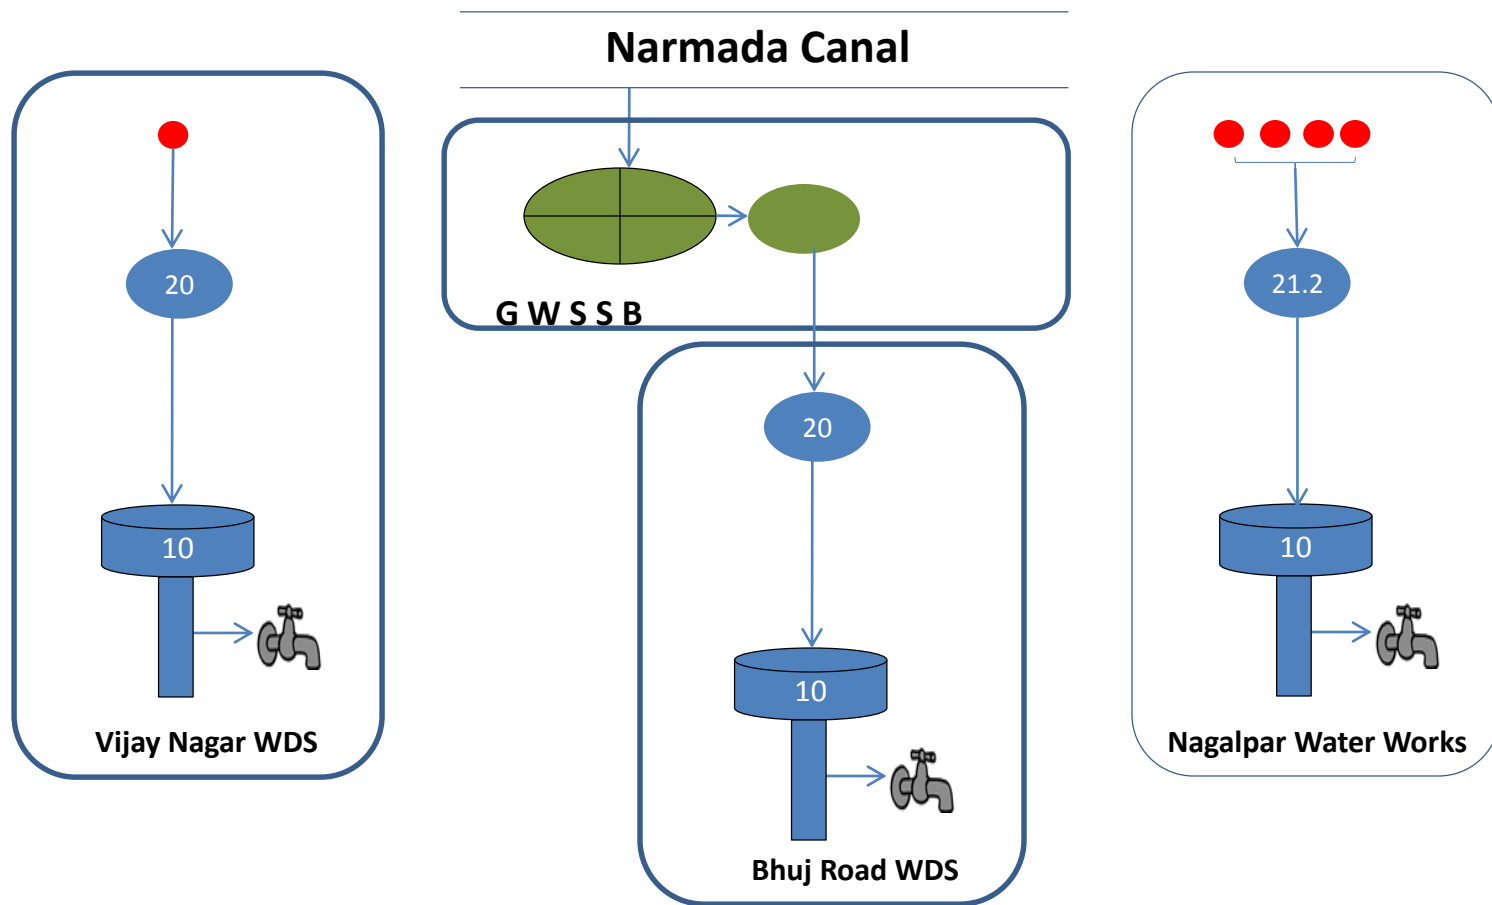 Narmada Canal
20
10
Vijay Nagar WDS
G W S S B
20
10
Bhuj Road WDS
21.2
10
Nagalpar Water Works